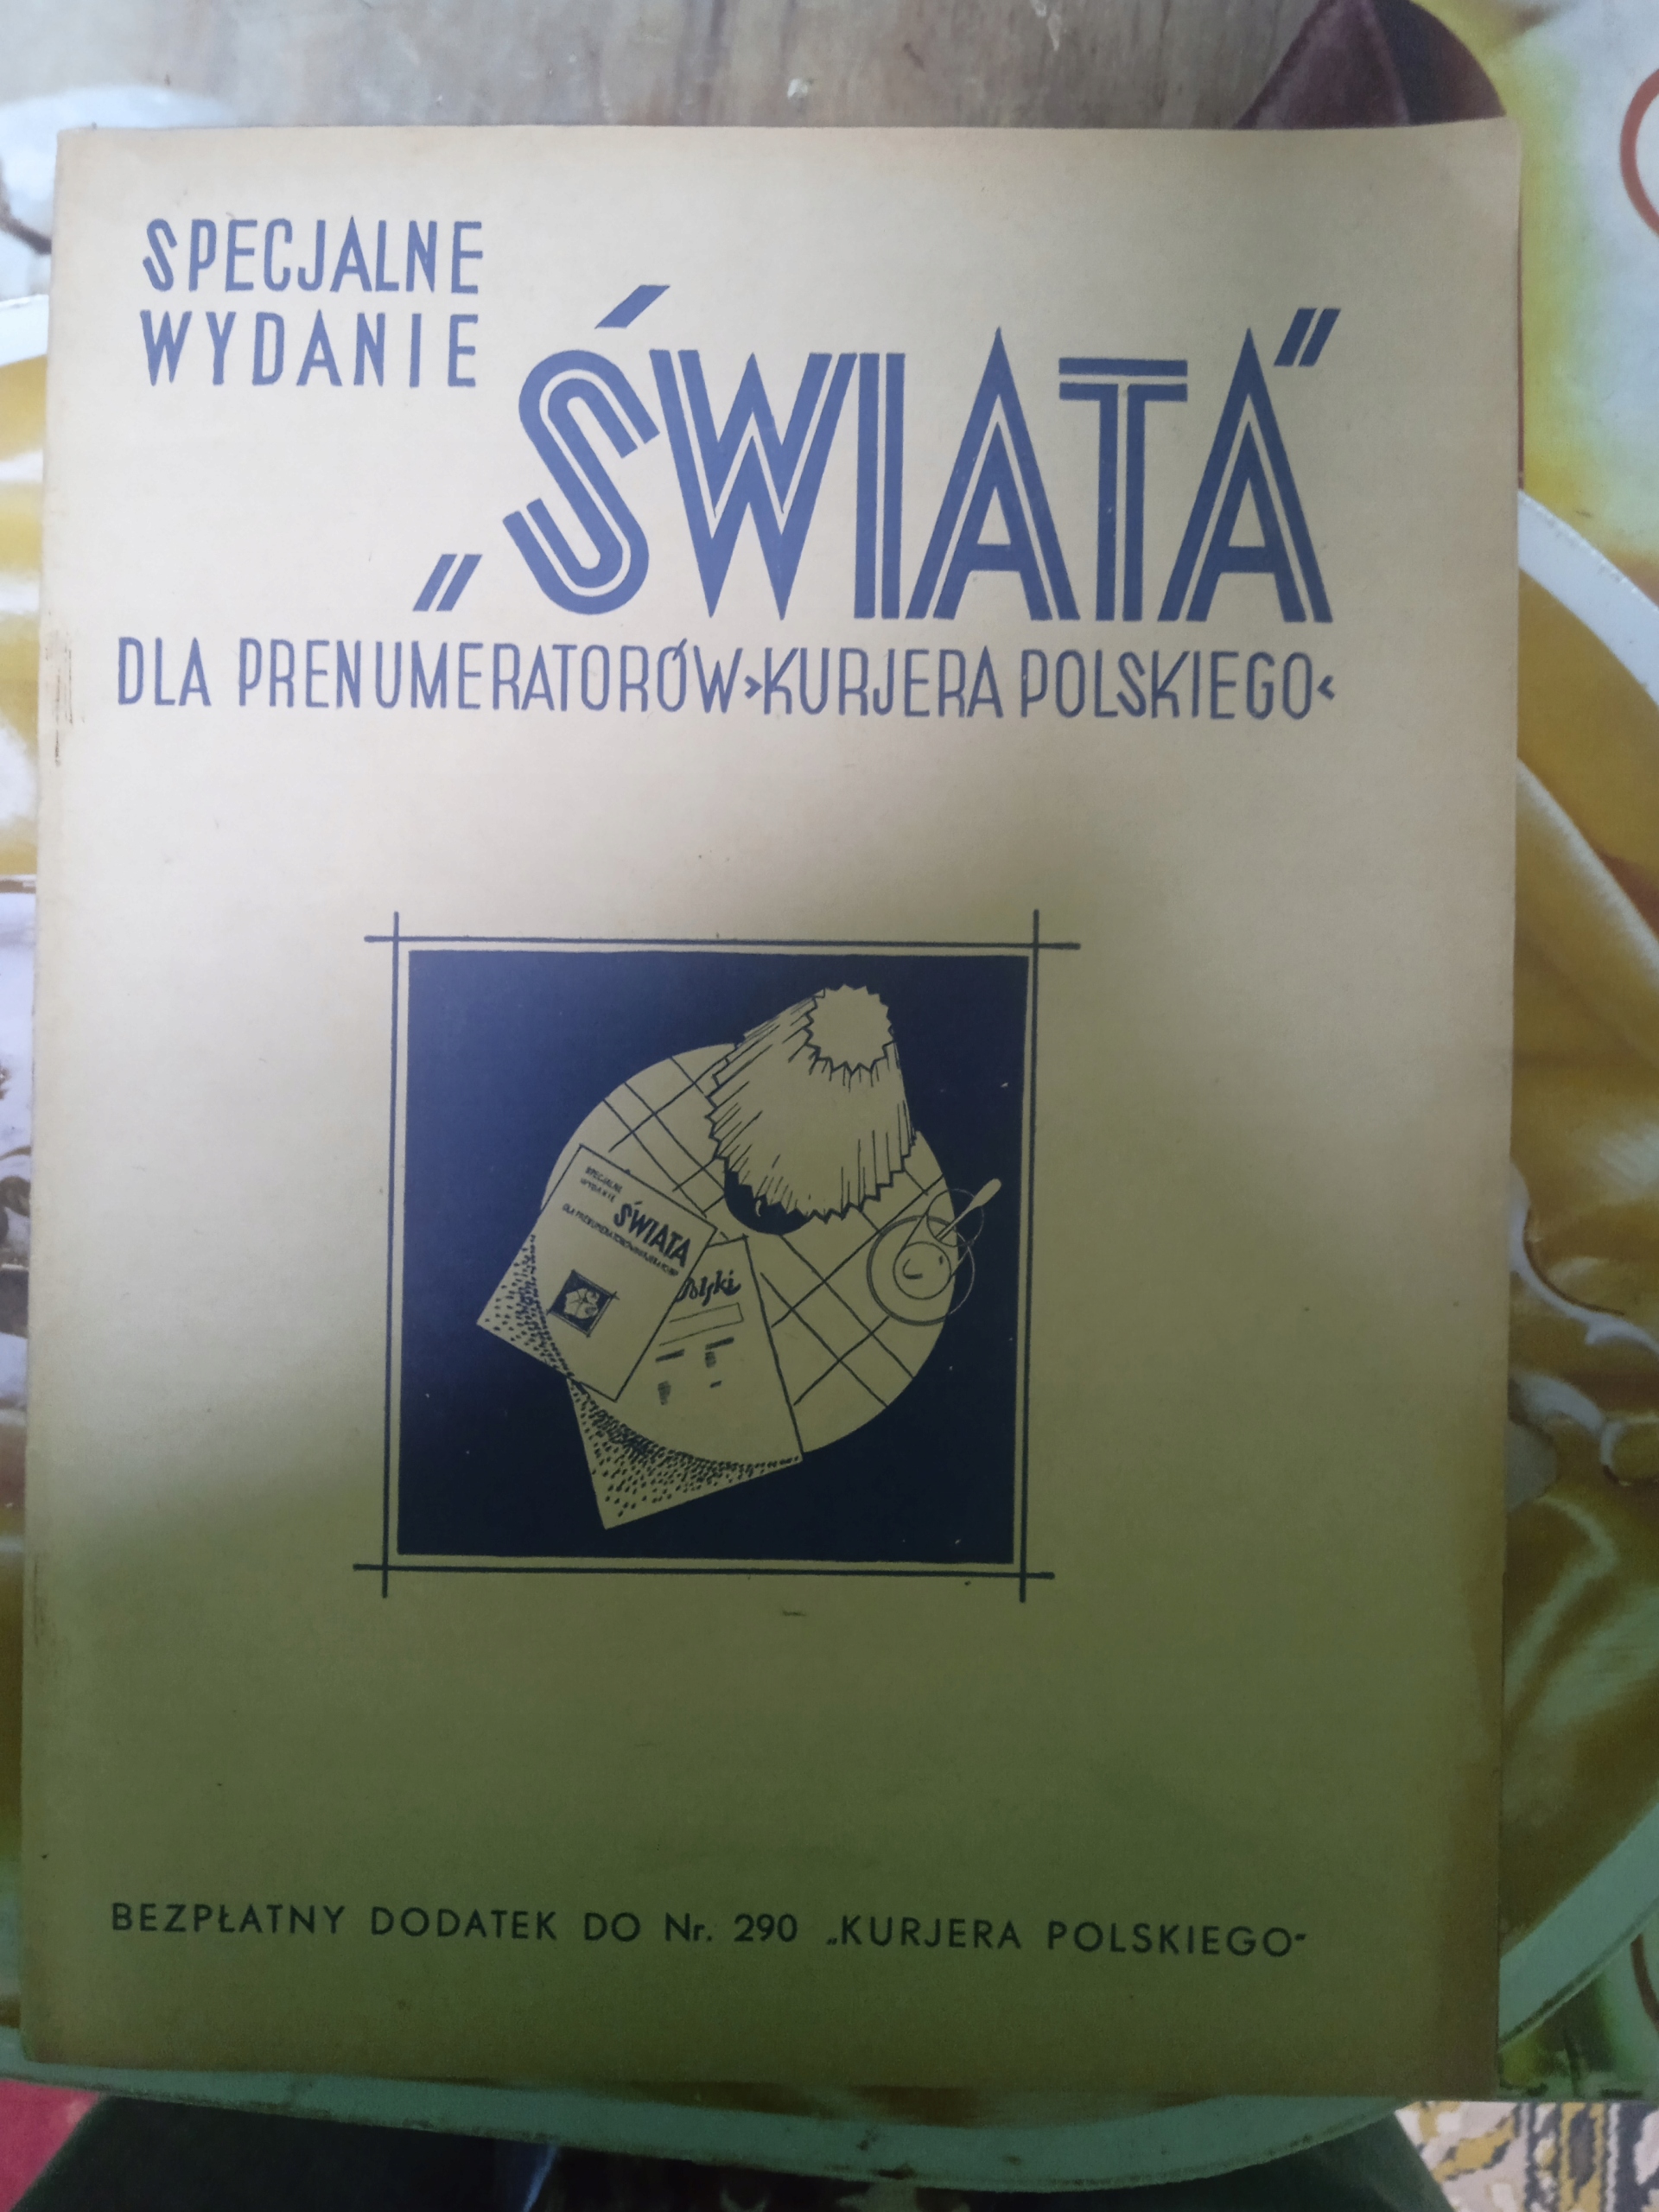 SPECJALNE
WYDANIE
„ŚWIATA"
DLA PRENUMERATORÓW >KURJERA POLSKIEGO<
SPECJALNE
WYDANIE
ŚWIATA
Polski
BEZPŁATNY DODATEK DO Nr. 290 „KURJERA POLSKIEGO"